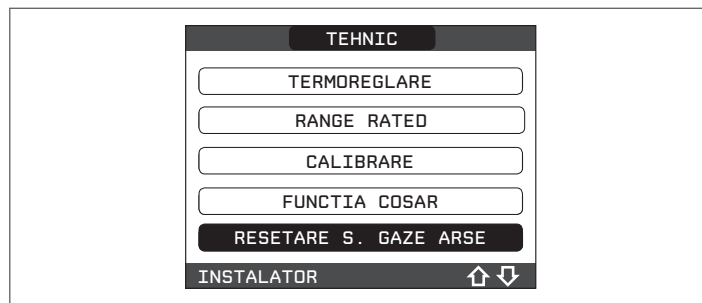 TEHNIC
TERMOREGLARE
RANGE RATED
CALIBRARE
FUNCTIA COSAR
RESETARE S. GAZE ARSE
INSTALATOR